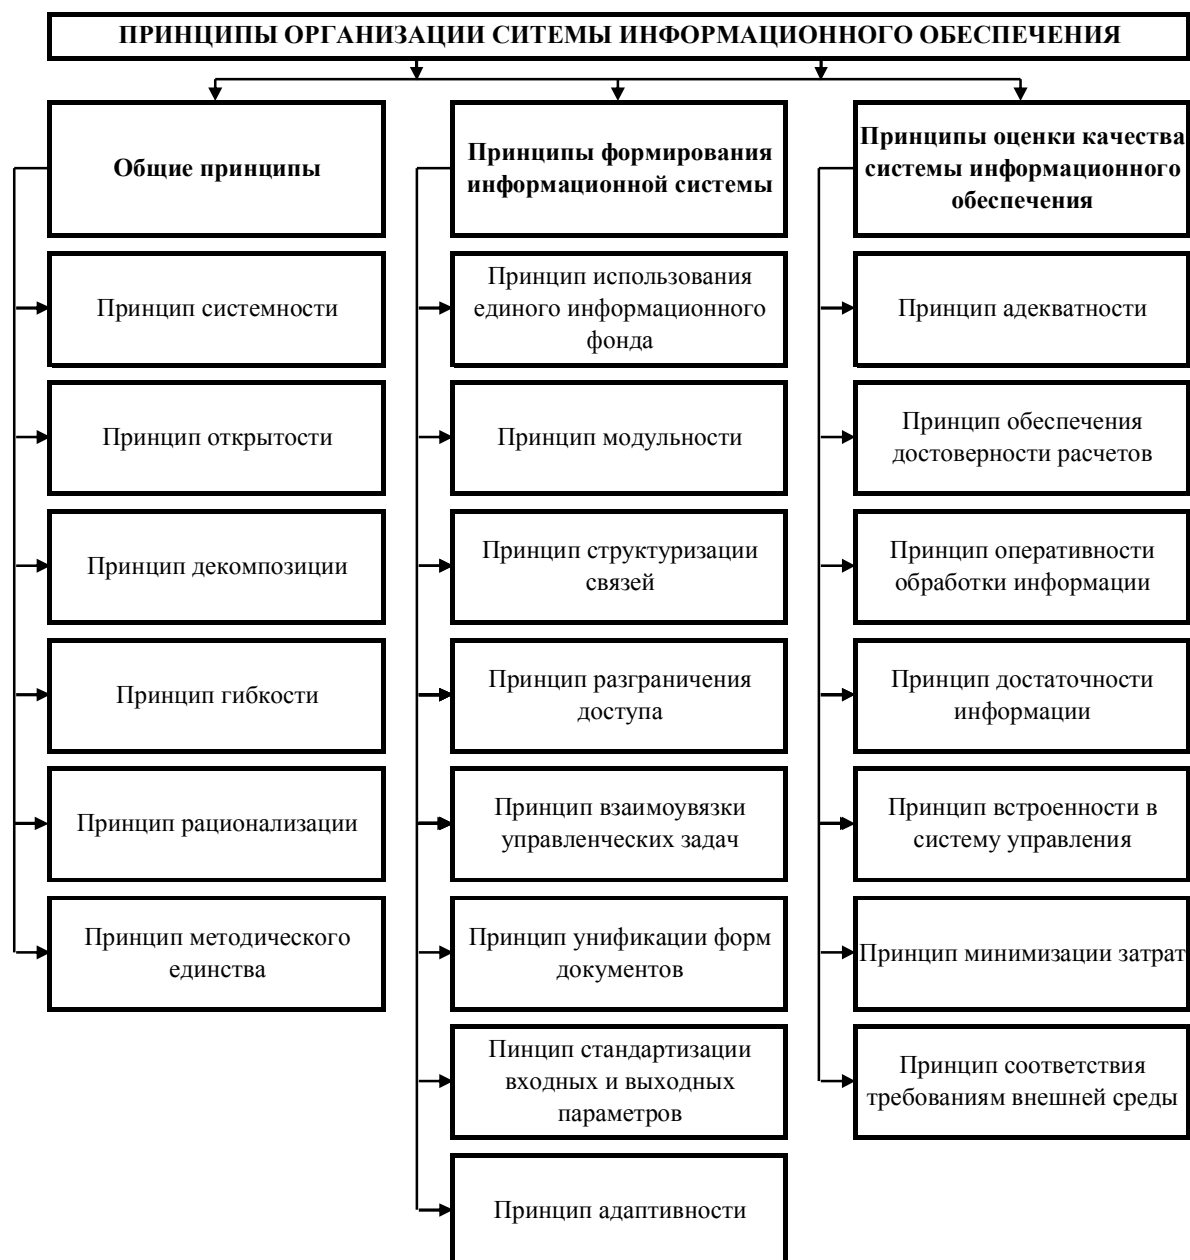 ПРИНЦИПЫ ОРГАНИЗАЦИИ СИТЕМЫ ИНФОРМАЦИОННОГО ОБЕСПЕЧЕНИЯ
Общие принципы
Принцип системности
Принцип открытости
Принцип декомпозиции
Принцип гибкости
Принцип рационализации
Принцип методического
единства
Принципы формирования
информационной системы
Принцип использования
единого информационного
фонда
Принцип модульности
Принцип структуризации
связей
Принцип разграничения
доступа
Принцип взаимоувязки
управленческих задач
Принцип унификации форм
документов
Пинцип стандартизации
входных и выходных
параметров
Принцип адаптивности
Принципы оценки качества
системы информационного
обеспечения
Принцип адекватности
Принцип обеспечения
достоверности расчетов
Принцип оперативности
обработки информации
Принцип достаточности
информации
Принцип встроенности в
систему управления
Принцип минимизации затрат
Принцип соответствия
требованиям внешней среды